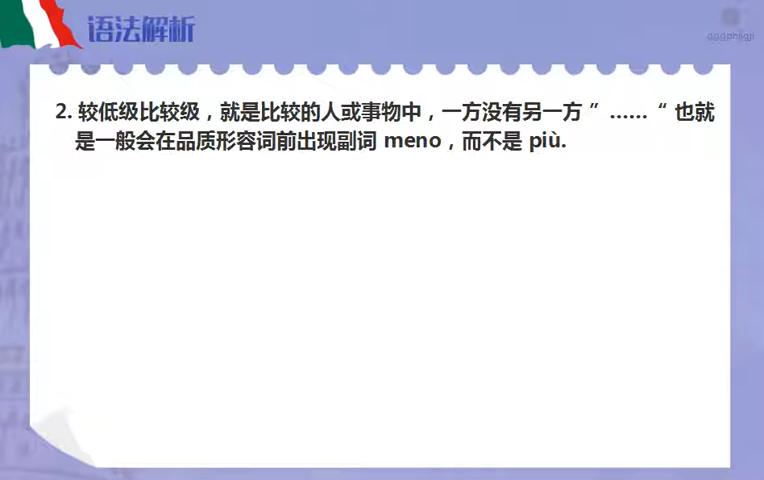 语法解析
2. 较低级比较级，就是比较的人或事物中，一方没有另一方 ” ...... “ 也就
是一般会在品质形容词前出现副词 meno，而不是 più.